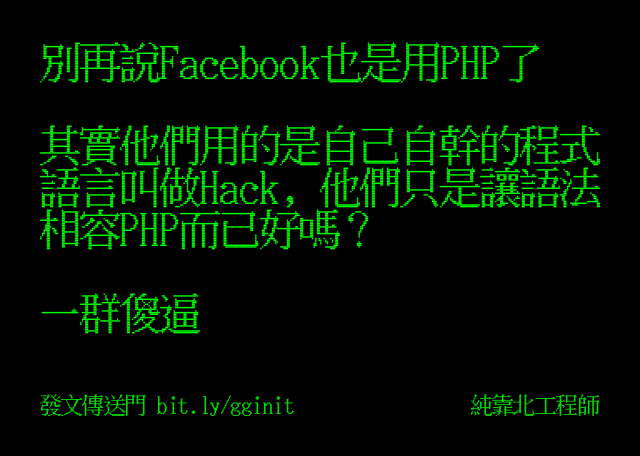 別再說Facebook也是用PHP了
其實他們用的是自己自幹的程式
語言叫做Hack, 他們只是讓語法
相容PHP而已好嗎？
一群傻逼
發文傳送門 bit.ly/gginit
純靠北工程師